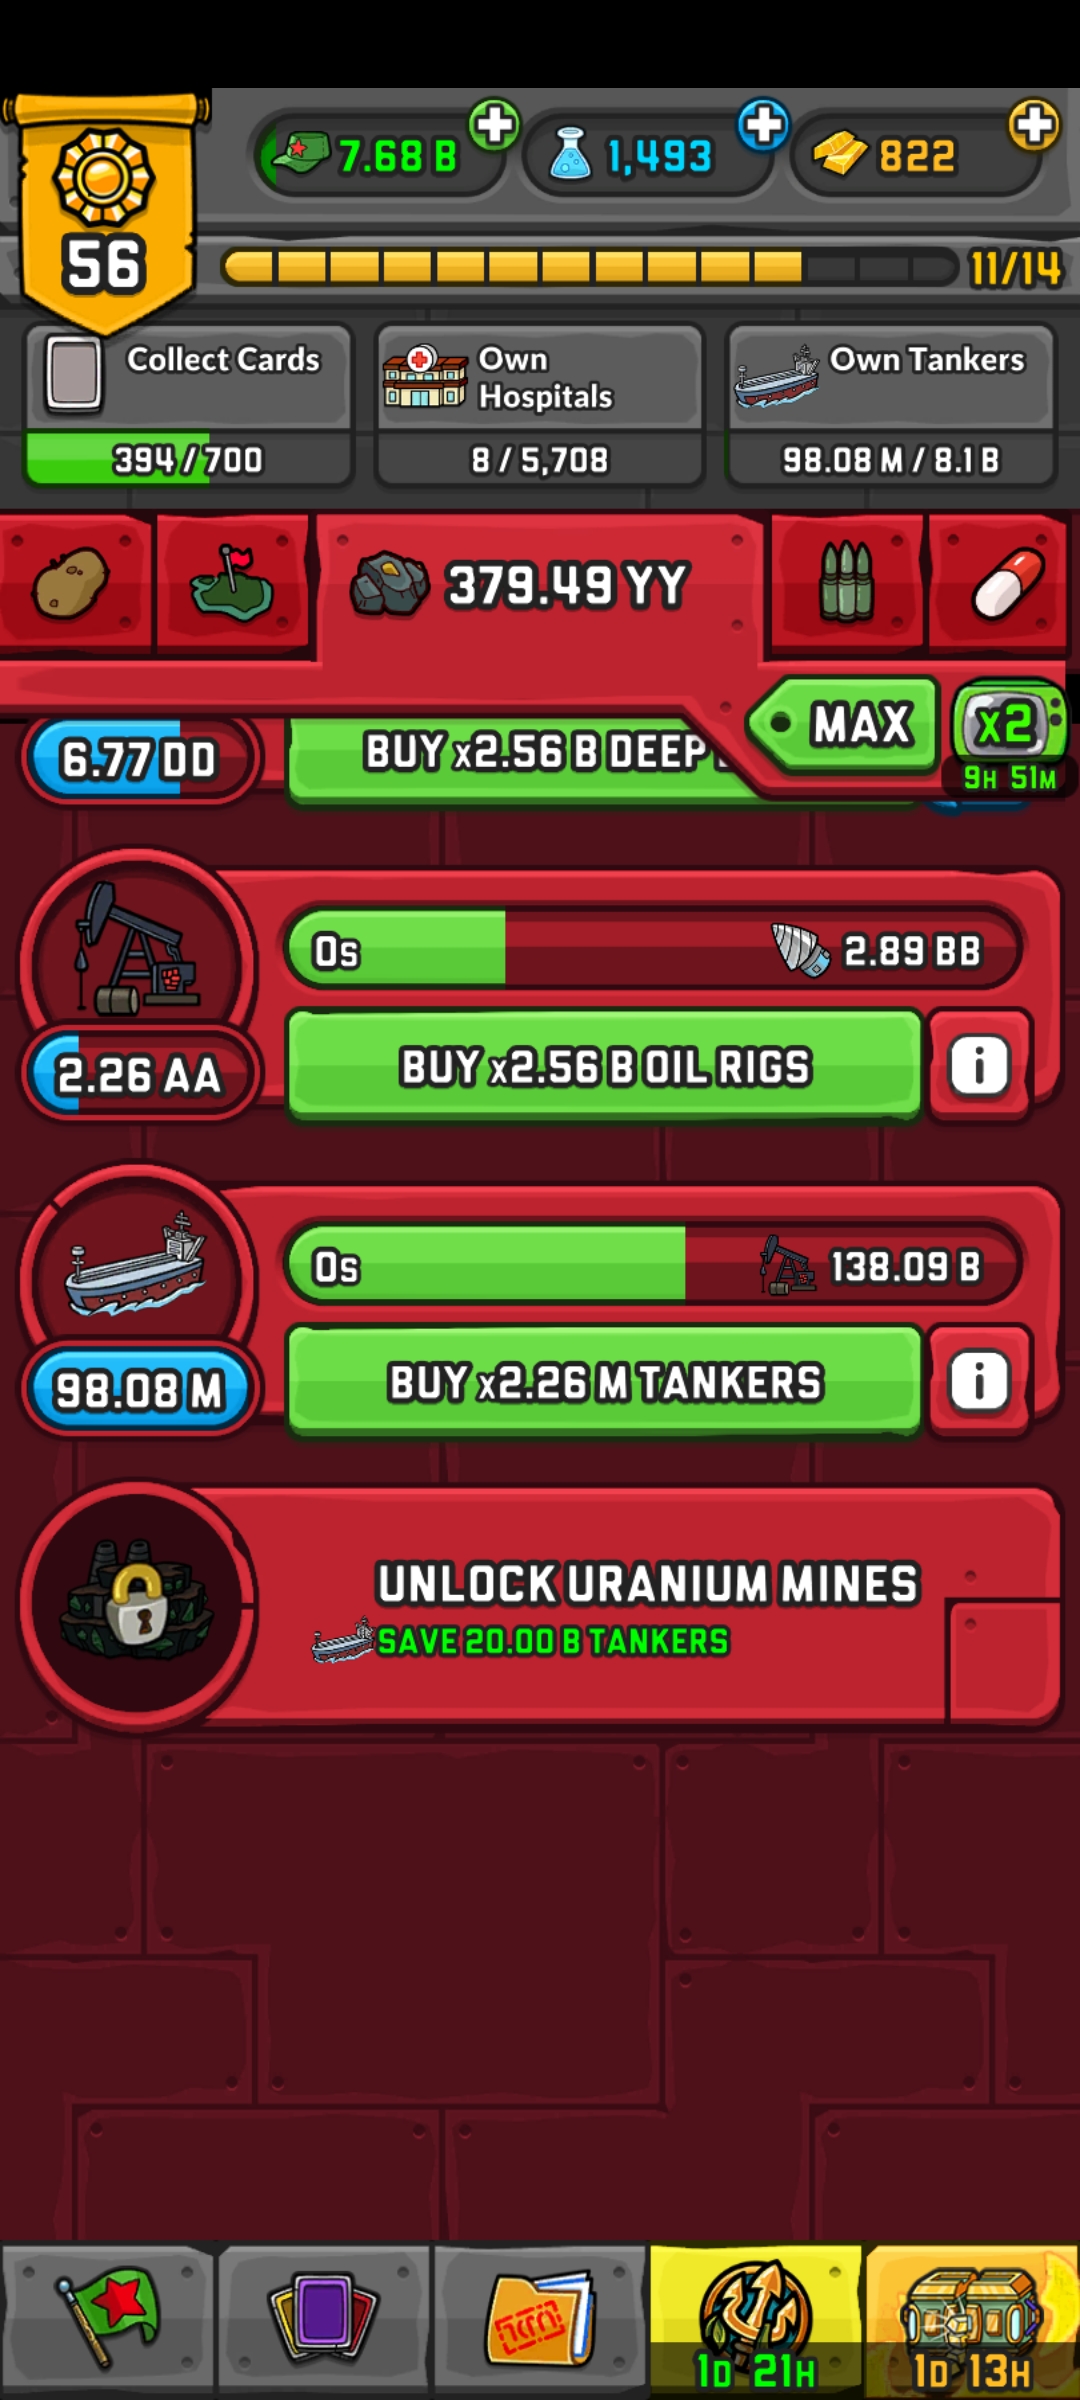 7.68 B
1,493
822
56
11/14
Collect Cards
394 / 700
Own
Hospitals
8 / 5,708
Own Tankers
98.08 M / 8.1 B
379.49 YY
MAX
x2
9H 51M
6.77 DD
BUY x2.56 B DEEP
0s
2.89 BB
2.26 AA
BUY x2.56 B OIL RIGS
i
0s
138.09 B
98.08 M
BUY x2.26 M TANKERS
i
UNLOCK URANIUM MINES
SAVE 20.00 B TANKERS
1D 21H
1D 13H